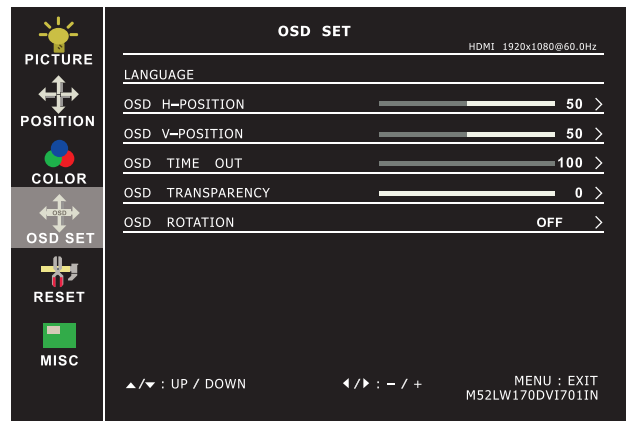 PICTURE
POSITION
COLOR
OSD
OSD SET
RESET
MISC
OSD SET
HDMI 1920x1080@60.0Hz
LANGUAGE
OSD H-POSITION 50 >
OSD V-POSITION 50 >
OSD TIME OUT 100 >
OSD TRANSPARENCY 0 >
OSD ROTATION OFF >
▲/▼ : UP / DOWN ◀/▶ : - / + MENU : EXIT
M52LW170DVI701IN